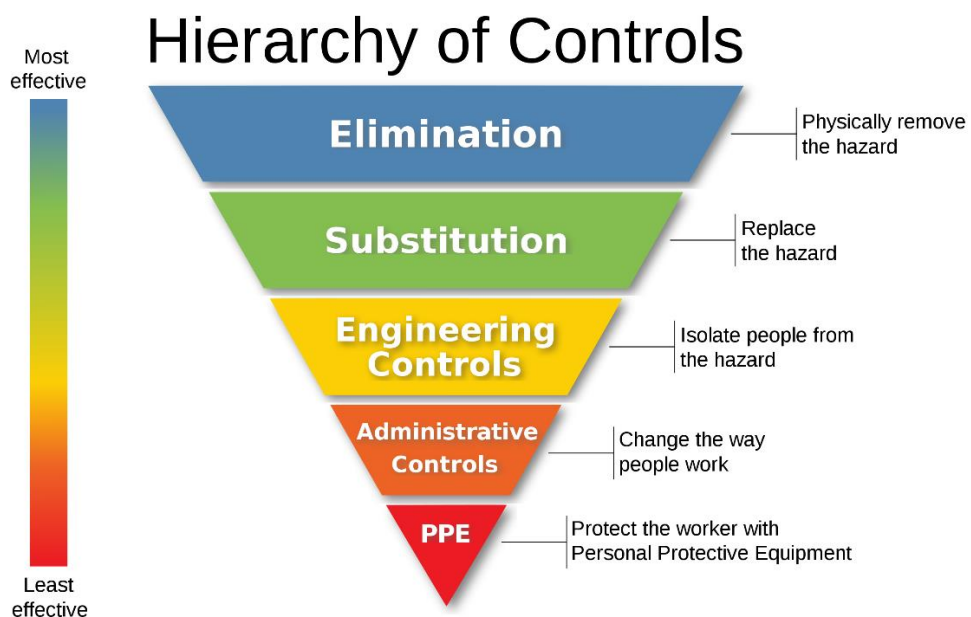 Hierarchy of Controls
Most
effective
Elimination
Physically remove
the hazard
Substitution
Replace
the hazard
Engineering
Controls
Isolate people from
the hazard
Administrative
Controls
Change the way
people work
PPE
Protect the worker with
Personal Protective Equipment
Least
effective